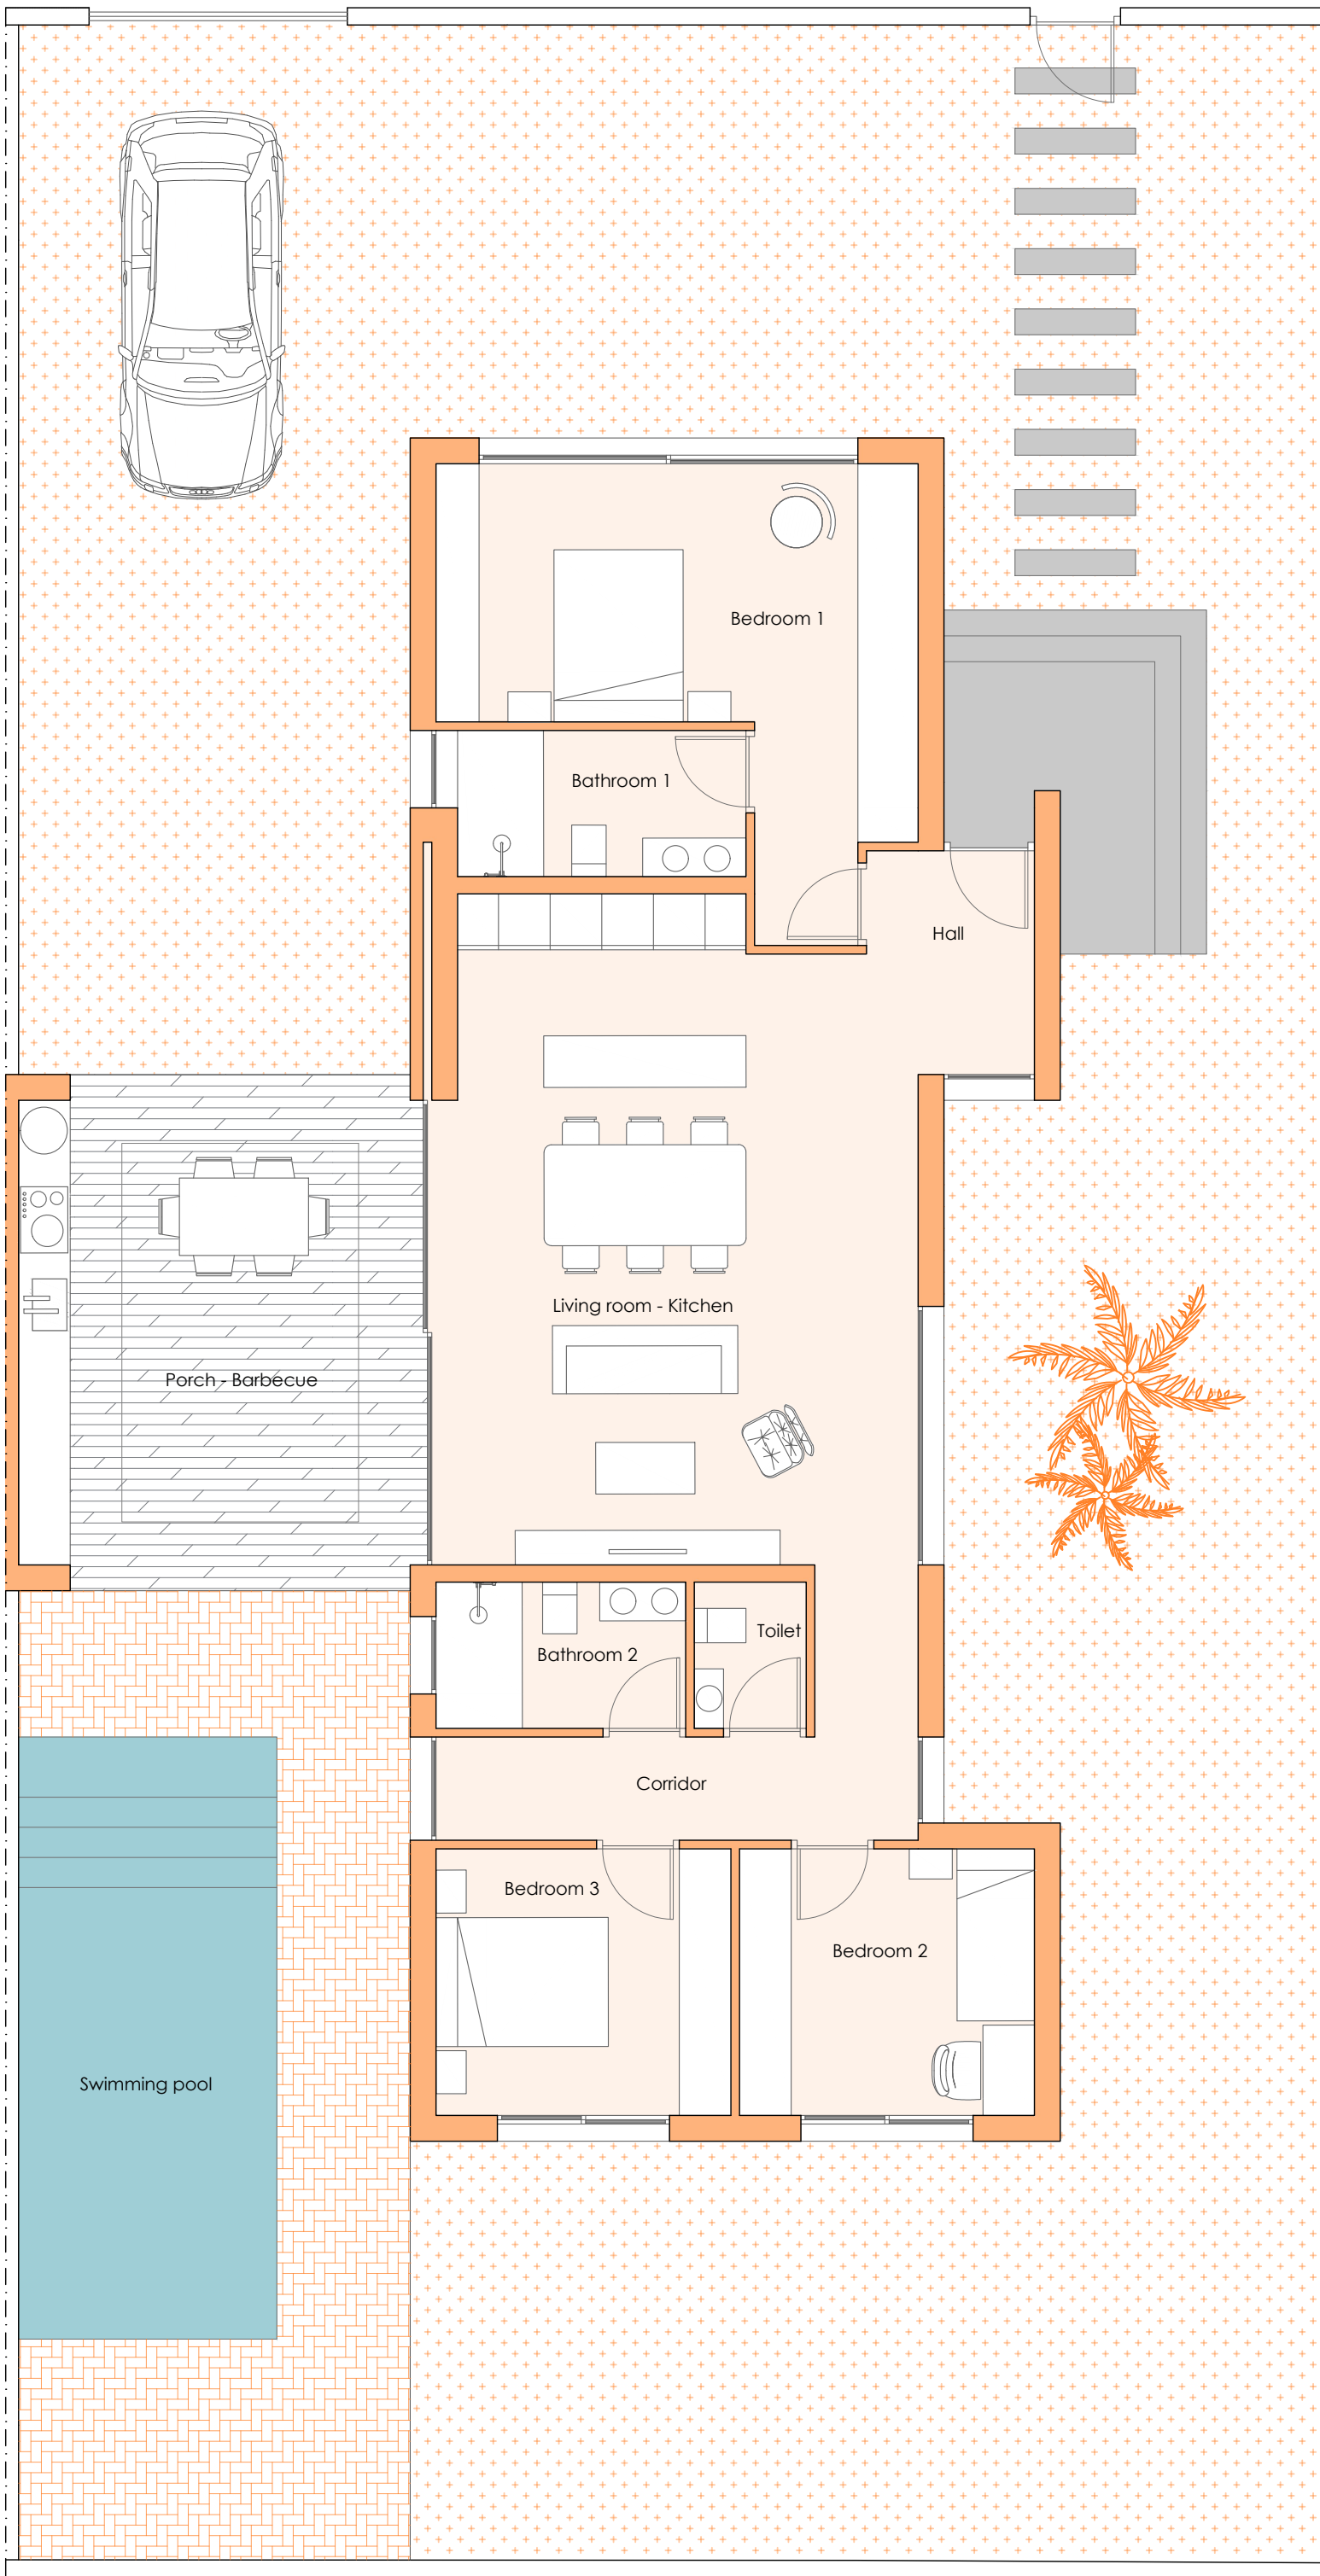 Bedroom 1
Bathroom 1
Hall
Living room - Kitchen
Porch - Barbecue
Toilet
Bathroom 2
Corridor
Bedroom 3
Bedroom 2
Swimming pool